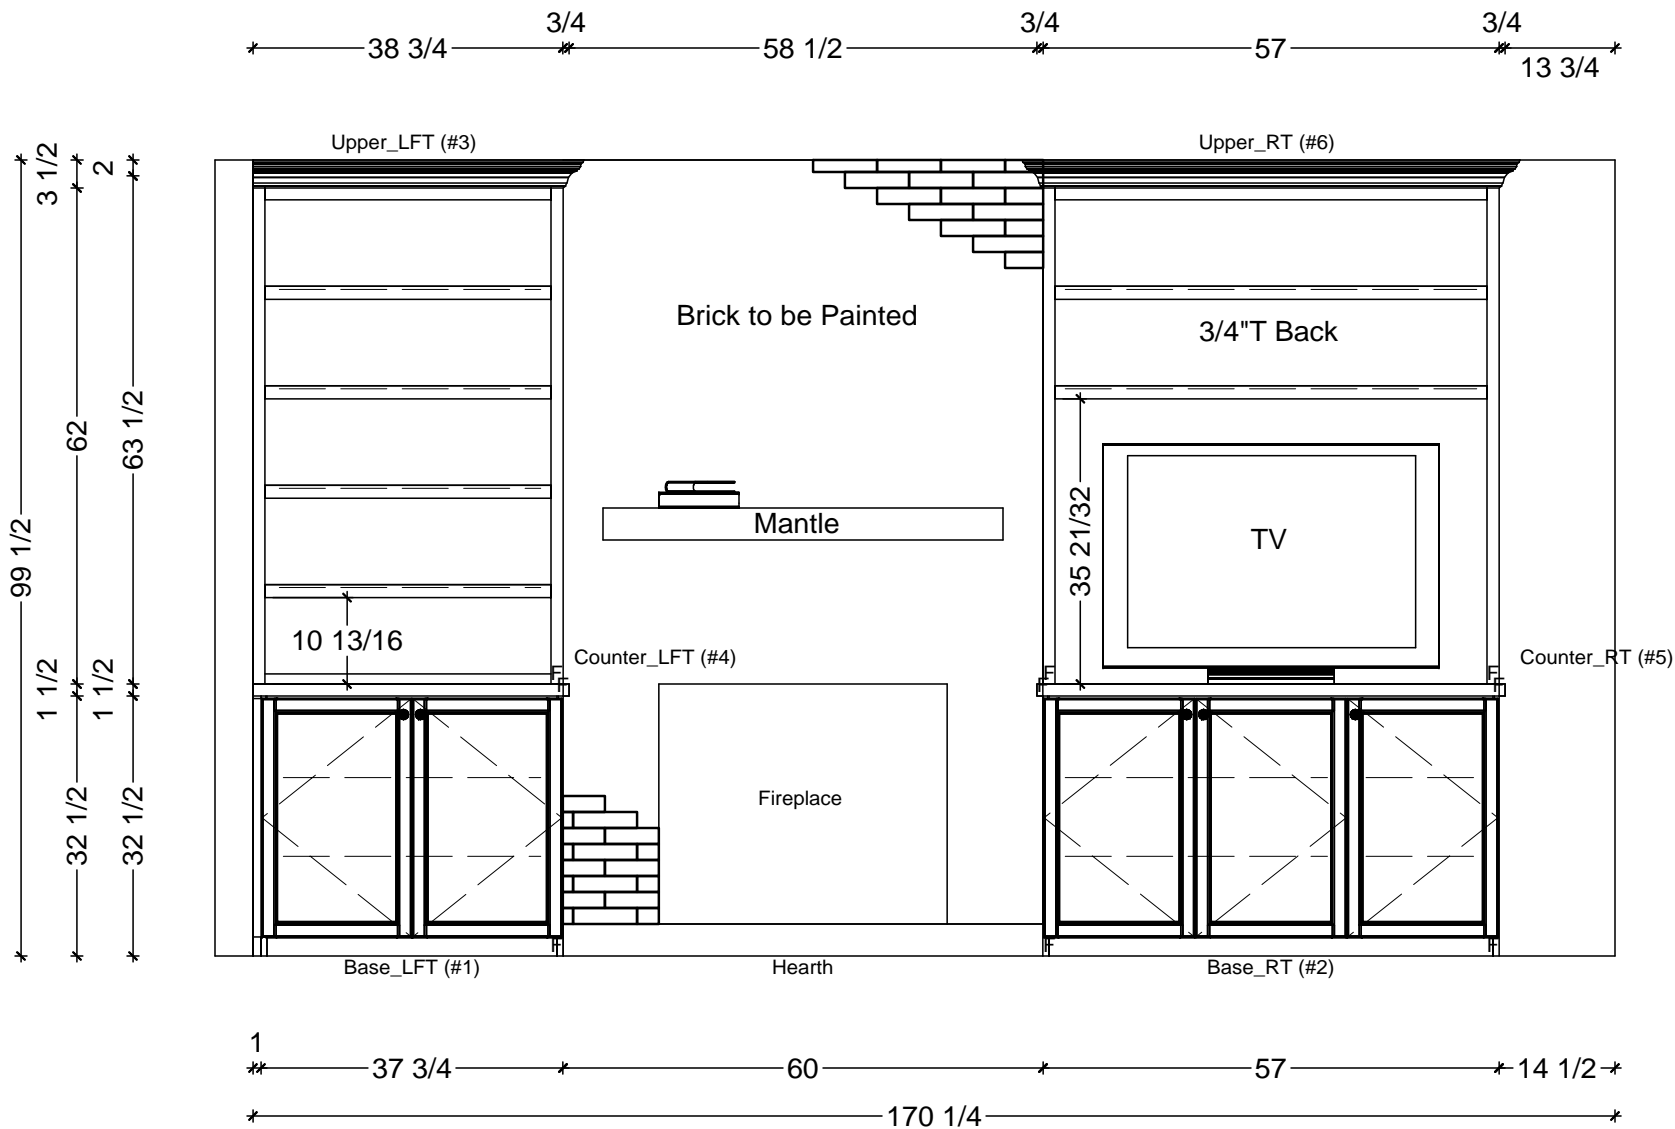 3/4 3/4 3/4
38 3/4 58 1/2 57
13 3/4
Upper_LFT (#3) Upper_RT (#6)
3 1/2 2
Brick to be Painted
3/4"T Back
62 63 1/2
99 1/2
35 21/32
Mantle
TV
10 13/16
Counter_LFT (#4) Counter_RT (#5)
F F F
F F F
1 1/2 1 1/2
Fireplace
32 1/2 32 1/2
F F F
Base_LFT (#1) Hearth Base_RT (#2)
1
37 3/4 60 57 14 1/2
170 1/4